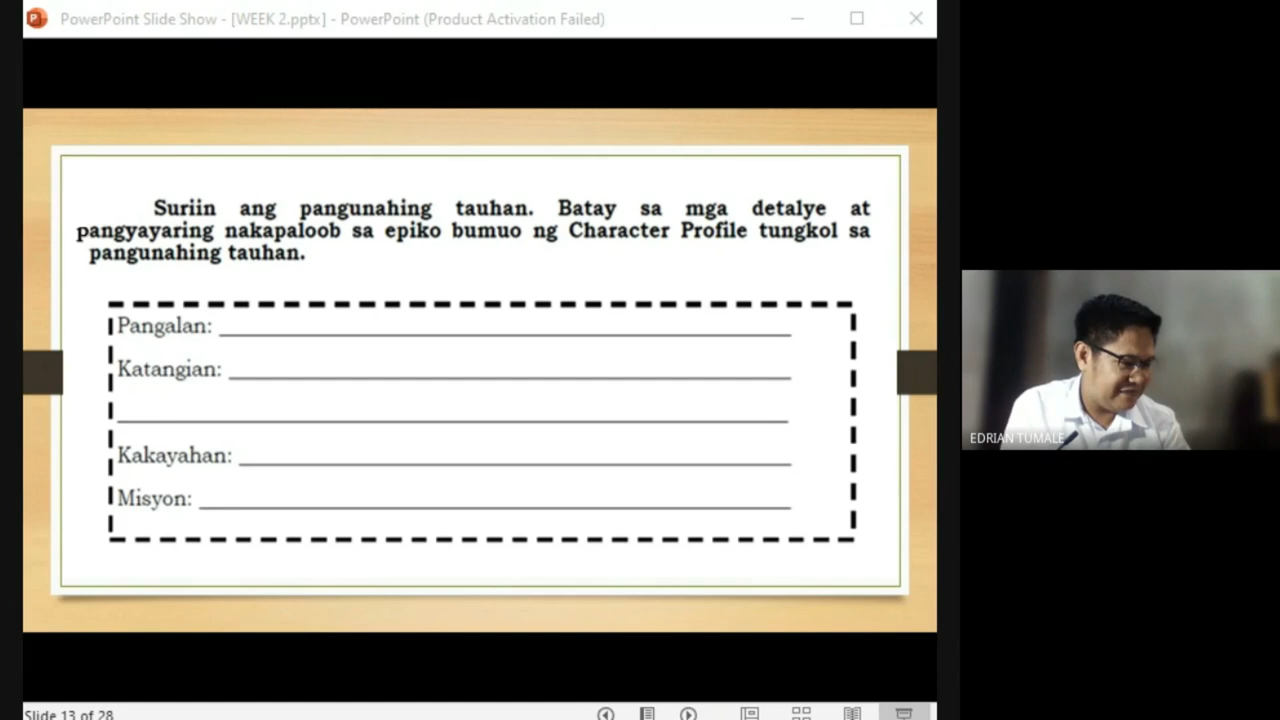 PowerPoint Slide Show - [WEEK 2.pptx] - PowerPoint (Product Activation Failed)
Suriin ang pangunahing tauhan. Batay sa mga detalye at
pangyayaring nakapaloob sa epiko bumuo ng Character Profile tungkol sa
pangunahing tauhan.
Pangalan:
Katangian:
Kakayahan:
Misyon:
EDRIAN TUMALE
Slide 13 of 28